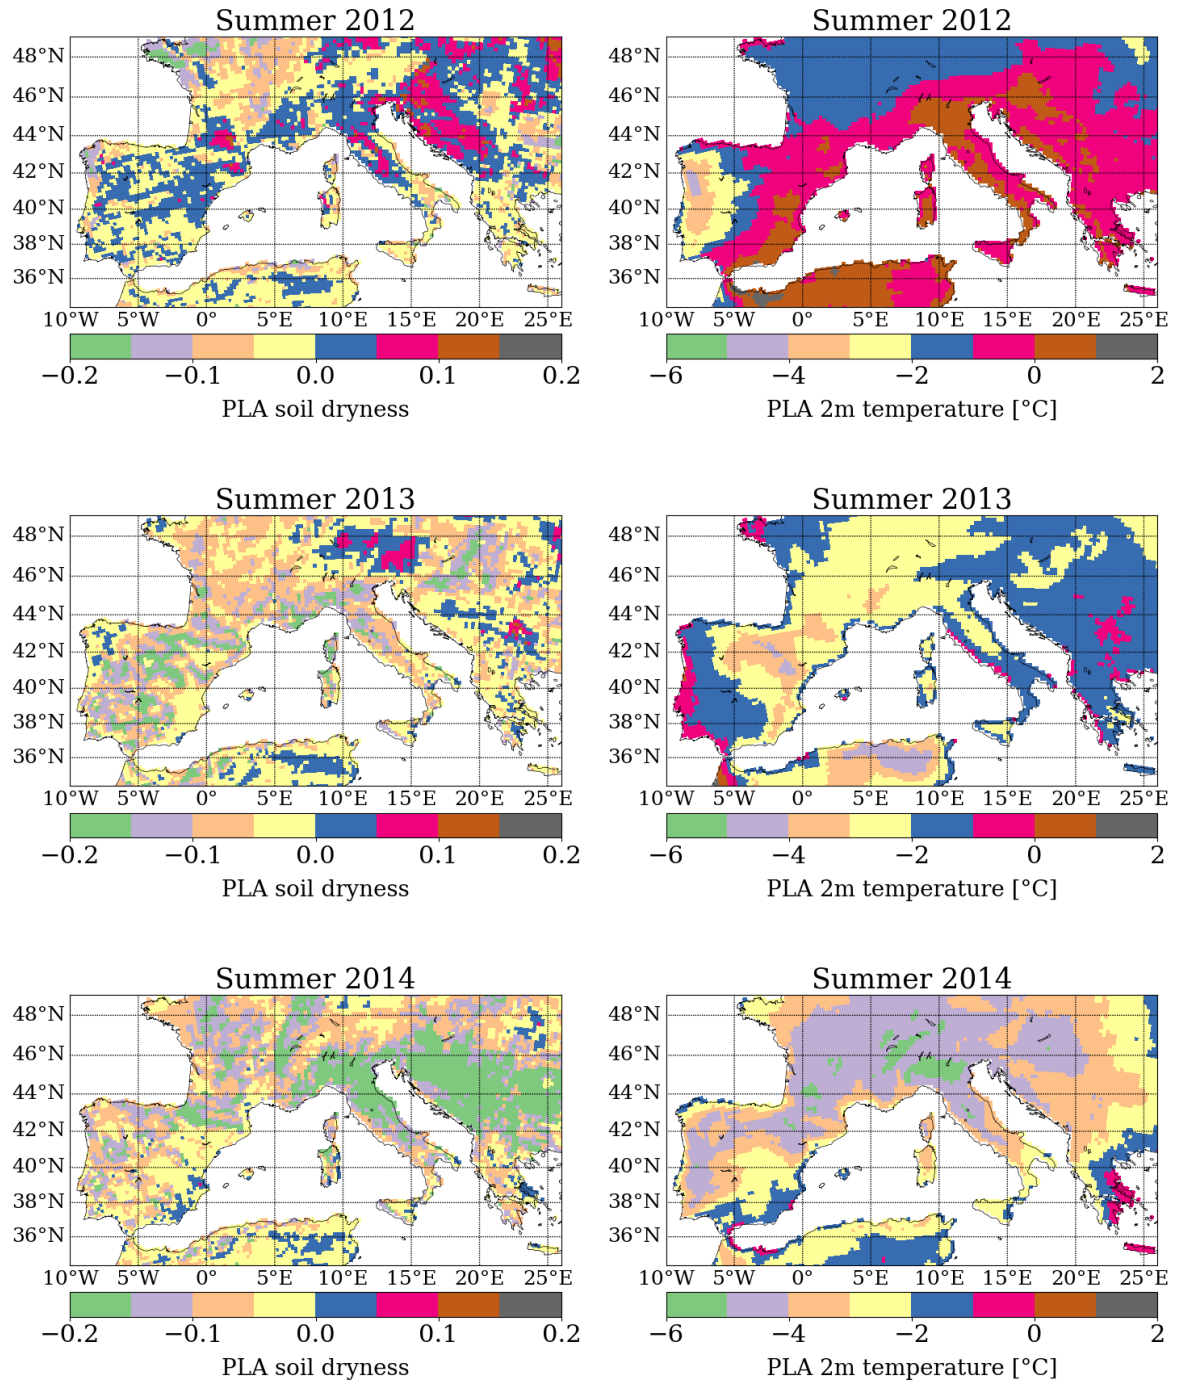 Summer 2012
48°N
46°N
44°N
42°N
40°N
38°N
36°N
10°W 5°W 0° 5°E 10°E 15°E 20°E 25°E
−0.2 −0.1 0.0 0.1 0.2
PLA soil dryness
Summer 2012
48°N
46°N
44°N
42°N
40°N
38°N
36°N
10°W 5°W 0° 5°E 10°E 15°E 20°E 25°E
−6 −4 −2 0 2
PLA 2m temperature [°C]
Summer 2013
48°N
46°N
44°N
42°N
40°N
38°N
36°N
10°W 5°W 0° 5°E 10°E 15°E 20°E 25°E
−0.2 −0.1 0.0 0.1 0.2
PLA soil dryness
Summer 2013
48°N
46°N
44°N
42°N
40°N
38°N
36°N
10°W 5°W 0° 5°E 10°E 15°E 20°E 25°E
−6 −4 −2 0 2
PLA 2m temperature [°C]
Summer 2014
48°N
46°N
44°N
42°N
40°N
38°N
36°N
10°W 5°W 0° 5°E 10°E 15°E 20°E 25°E
−0.2 −0.1 0.0 0.1 0.2
PLA soil dryness
Summer 2014
48°N
46°N
44°N
42°N
40°N
38°N
36°N
10°W 5°W 0° 5°E 10°E 15°E 20°E 25°E
−6 −4 −2 0 2
PLA 2m temperature [°C]